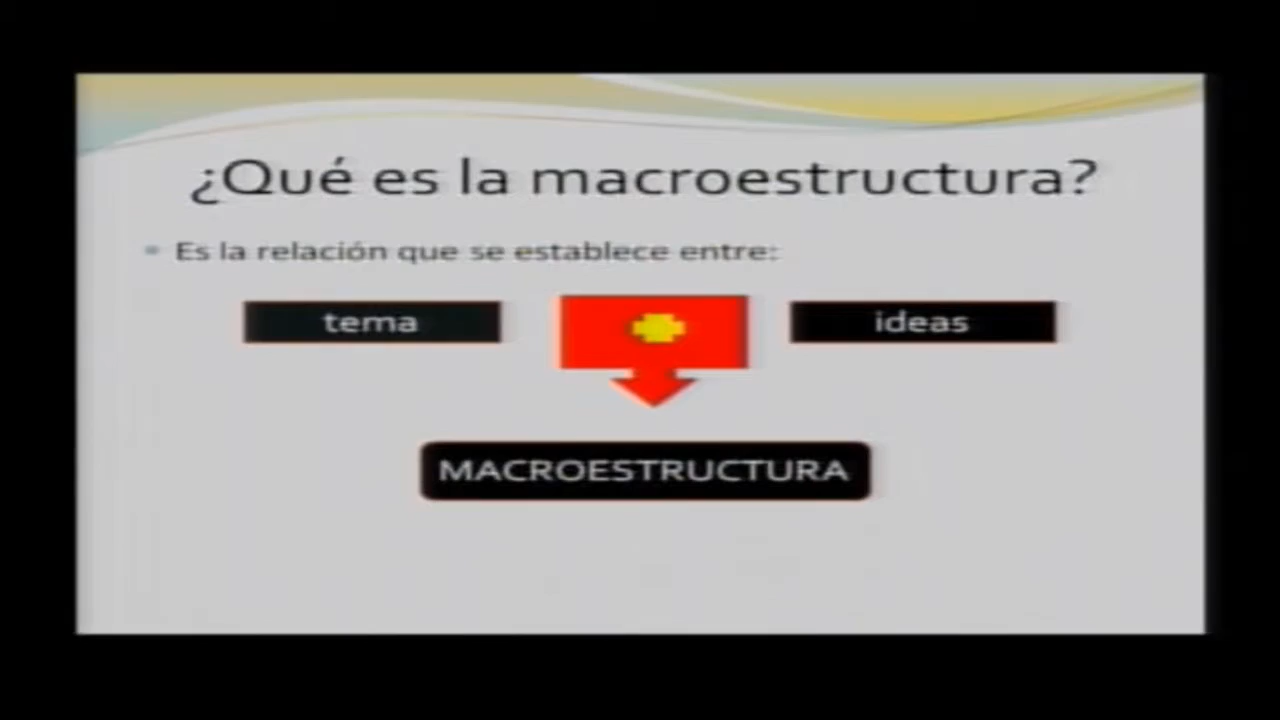 ¿Qué es la macroestructura?
Es la relación que se establece entre:
tema
ideas
MACROESTRUCTURA